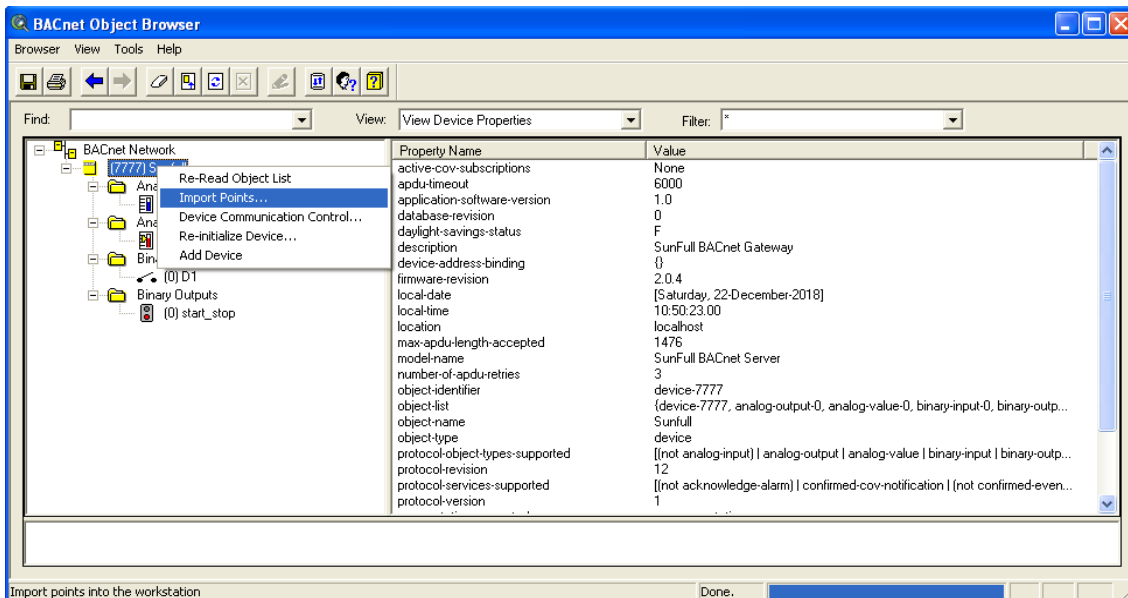 BACnet Object Browser
Browser View Tools Help
Find: View: View Device Properties Filter: *
BACnet Network
(7777)
Ana
Ana
Bin
(0) D1
Binary Outputs
(0) start_stop
Re-Read Object List
Import Points...
Device Communication Control...
Re-initialize Device...
Add Device
Property Name Value
active-cov-subscriptions None
apdu-timeout 6000
application-software-version 1.0
database-revision 0
daylight-savings-status F
description SunFull BACnet Gateway
device-address-binding {}
firmware-revision 2.0.4
local-date [Saturday, 22-December-2018]
local-time 10:50:23.00
location localhost
max-apdu-length-accepted 1476
model-name SunFull BACnet Server
number-of-apdu-retries 3
object-identifier device-7777
object-list {device-7777, analog-output-0, analog-value-0, binary-input-0, binary-outp...
object-name Sunfull
object-type device
protocol-object-types-supported [(not analog-input) | analog-output | analog-value | binary-input | binary-outp...
protocol-revision 12
protocol-services-supported [(not acknowledge-alarm) | confirmed-cov-notification | (not confirmed-even...
protocol-version 1
Import points into the workstation Done.